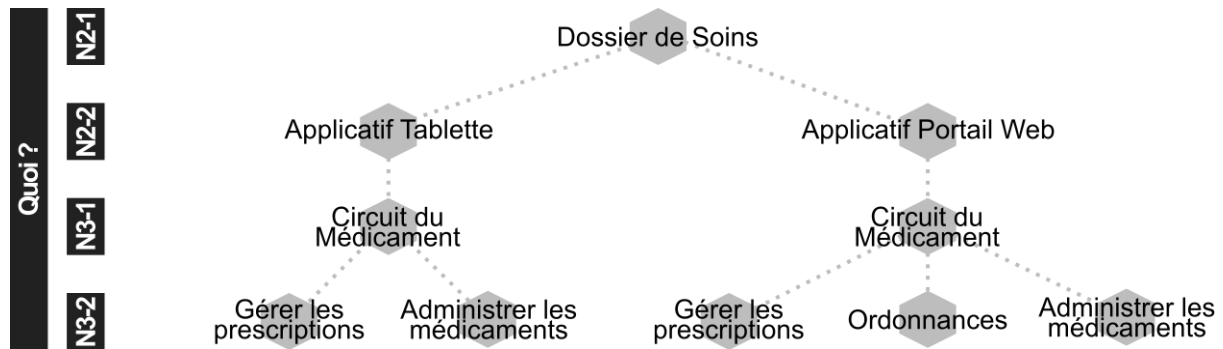 Quoi ?
N2-1
Dossier de Soins
N2-2
Applicatif Tablette
Applicatif Portail Web
N3-1
Circuit du
Médicament
Circuit du
Médicament
N3-2
Gérer les
prescriptions
Administrer les
médicaments
Gérer les
prescriptions
Ordonnances
Administrer les
médicaments